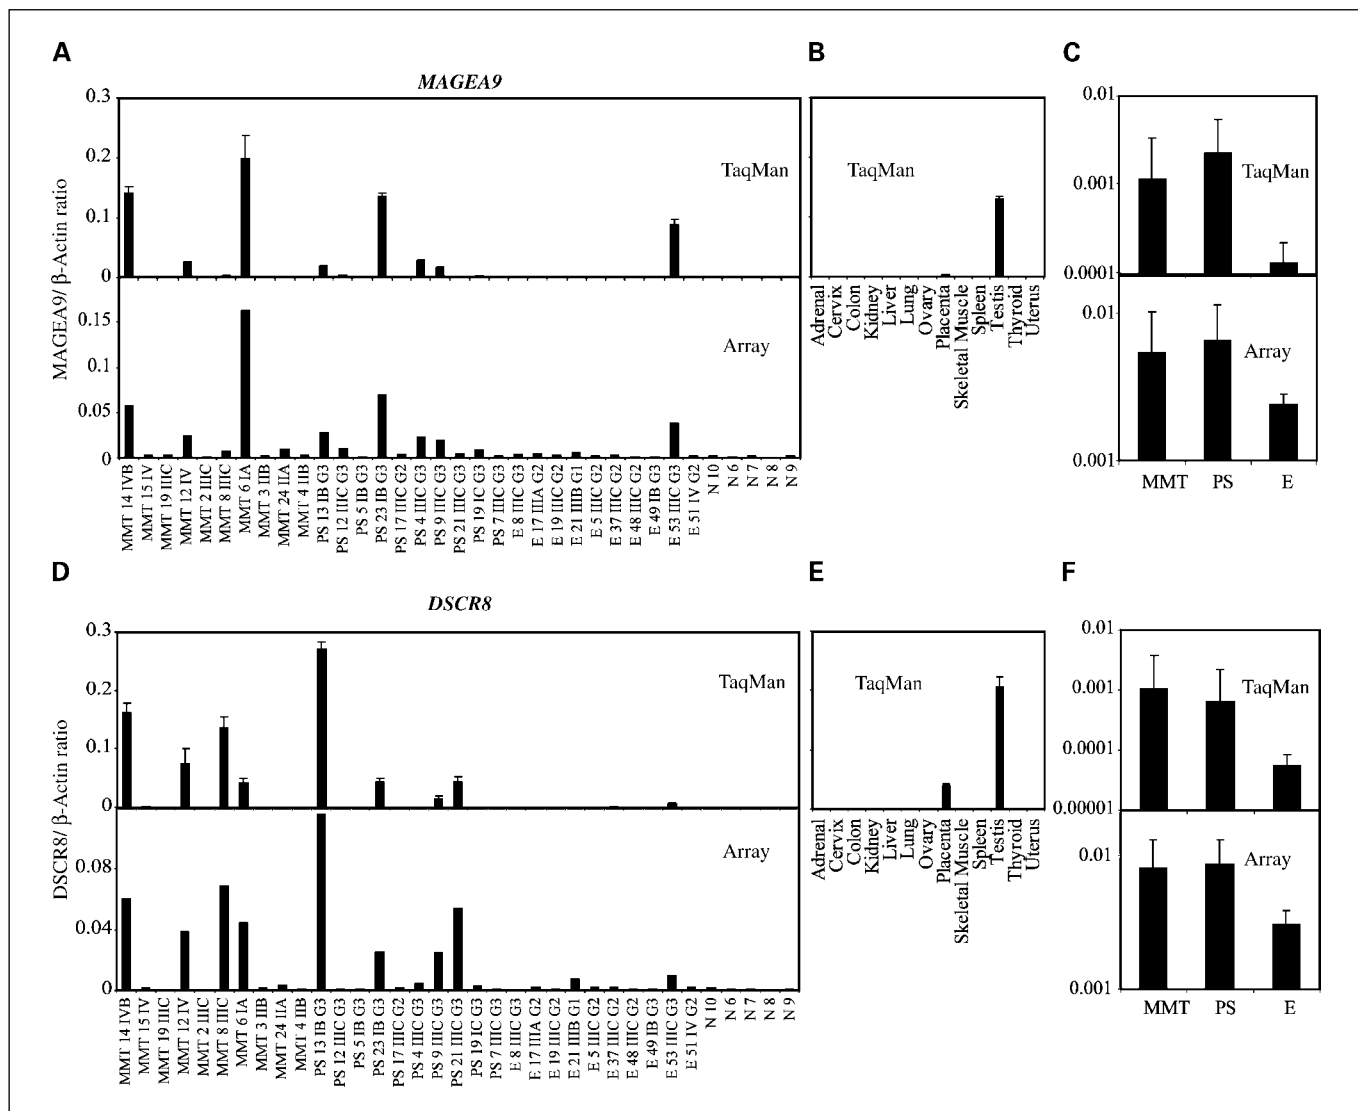 A
MAGEA9
0.3
0.2
0.1
0
TaqMan
MAGEA9/ β-Actin ratio
0.15
0.1
0.05
0
Array
MMT 14 IVB
MMT 15 IV
MMT 19 IIIC
MMT 12 IV
MMT 2 IIIC
MMT 8 IIIC
MMT 6 IA
MMT 3 IIB
MMT 24 IIA
MMT 4 IIB
PS 13 IB G3
PS 12 IIIC G3
PS 5 IB G3
PS 23 IB G3
PS 17 IIIC G2
PS 4 IIIC G3
PS 9 IIIC G3
PS 21 IIIC G3
PS 19 IC G3
PS 7 IIIC G3
E 8 IIIC G3
E 17 IIIA G2
E 19 IIIC G2
E 21 IIIB G1
E 5 IIIC G2
E 37 IIIC G2
E 48 IIIC G2
E 49 IB G3
E 53 IIIC G3
E 51 IV G2
N 10
N 6
N 7
N 8
N 9
B
TaqMan
Adrenal
Cervix
Colon
Kidney
Liver
Lung
Ovary
Placenta
Skeletal Muscle
Spleen
Testis
Thyroid
Uterus
C
0.01
0.001
0.0001
TaqMan
0.01
0.001
Array
MMT
PS
E
D
DSCR8
0.3
0.2
0.1
0
TaqMan
DSCR8/ β-Actin ratio
0.08
0.04
0
Array
MMT 14 IVB
MMT 15 IV
MMT 19 IIIC
MMT 12 IV
MMT 2 IIIC
MMT 8 IIIC
MMT 6 IA
MMT 3 IIB
MMT 24 IIA
MMT 4 IIB
PS 13 IB G3
PS 12 IIIC G3
PS 5 IB G3
PS 23 IB G3
PS 17 IIIC G2
PS 4 IIIC G3
PS 9 IIIC G3
PS 21 IIIC G3
PS 19 IC G3
PS 7 IIIC G3
E 8 IIIC G3
E 17 IIIA G2
E 19 IIIC G2
E 21 IIIB G1
E 5 IIIC G2
E 37 IIIC G2
E 48 IIIC G2
E 49 IB G3
E 53 IIIC G3
E 51 IV G2
N 10
N 6
N 7
N 8
N 9
E
TaqMan
Adrenal
Cervix
Colon
Kidney
Liver
Lung
Ovary
Placenta
Skeletal Muscle
Spleen
Testis
Thyroid
Uterus
F
0.01
0.001
0.0001
0.00001
TaqMan
0.01
0.001
Array
MMT
PS
E